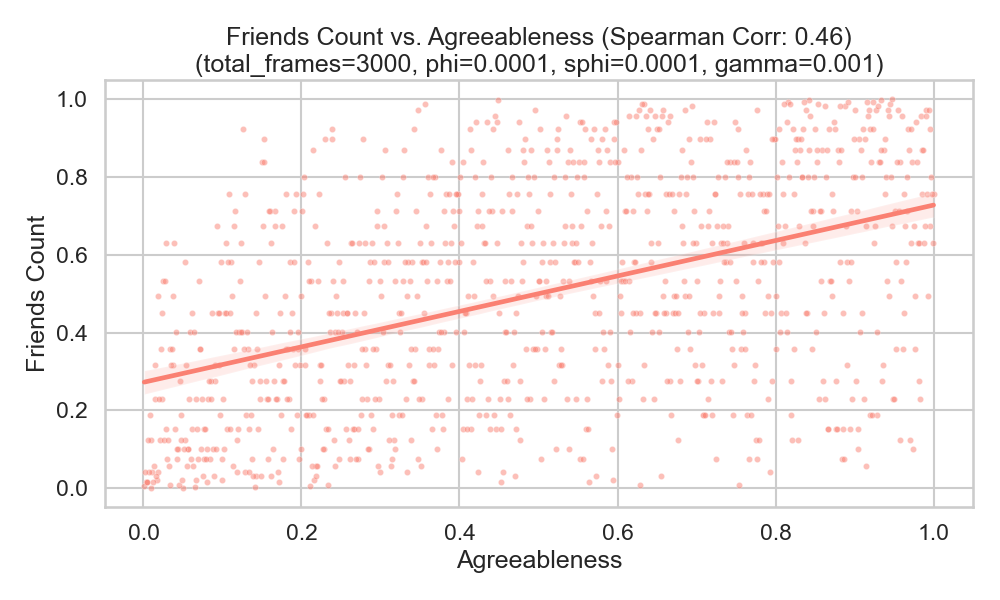 Friends Count vs. Agreeableness (Spearman Corr: 0.46)
(total_frames=3000, phi=0.0001, sphi=0.0001, gamma=0.001)
1.0
0.8
0.6
0.4
0.2
0.0
Friends Count
0.0 0.2 0.4 0.6 0.8 1.0
Agreeableness